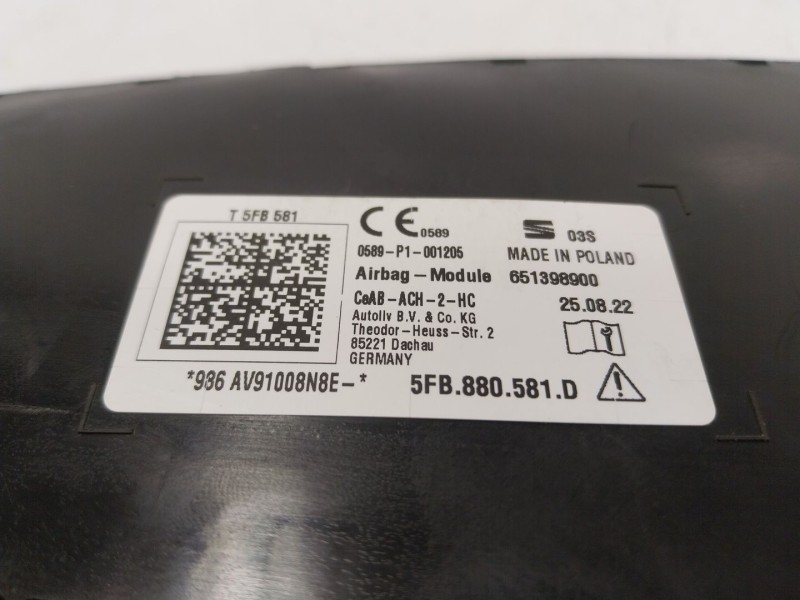 T 5FB 581
CE 0589
0589-P1-001205
Airbag-Module
CeAB-ACH-2-HC
Autoliv B.V. & Co. KG
Theodor-Heuss-Str. 2
85221 Dachau
GERMANY
03S
MADE IN POLAND
651398900
25.08.22
*986 AV91008N8E-*
5FB.880.581.D